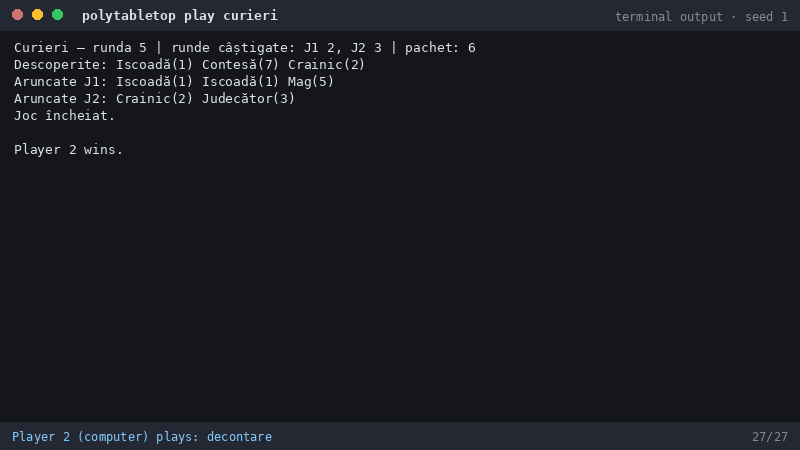 polytabletop play curieri
terminal output · seed 1
Curieri — runda 5 | runde câștigate: J1 2, J2 3 | pachet: 6
Descoperite: Iscoadă(1) Contesă(7) Crainic(2)
Aruncate J1: Iscoadă(1) Iscoadă(1) Mag(5)
Aruncate J2: Crainic(2) Judecător(3)
Joc încheiat.
Player 2 wins.
Player 2 (computer) plays: decontare
27/27